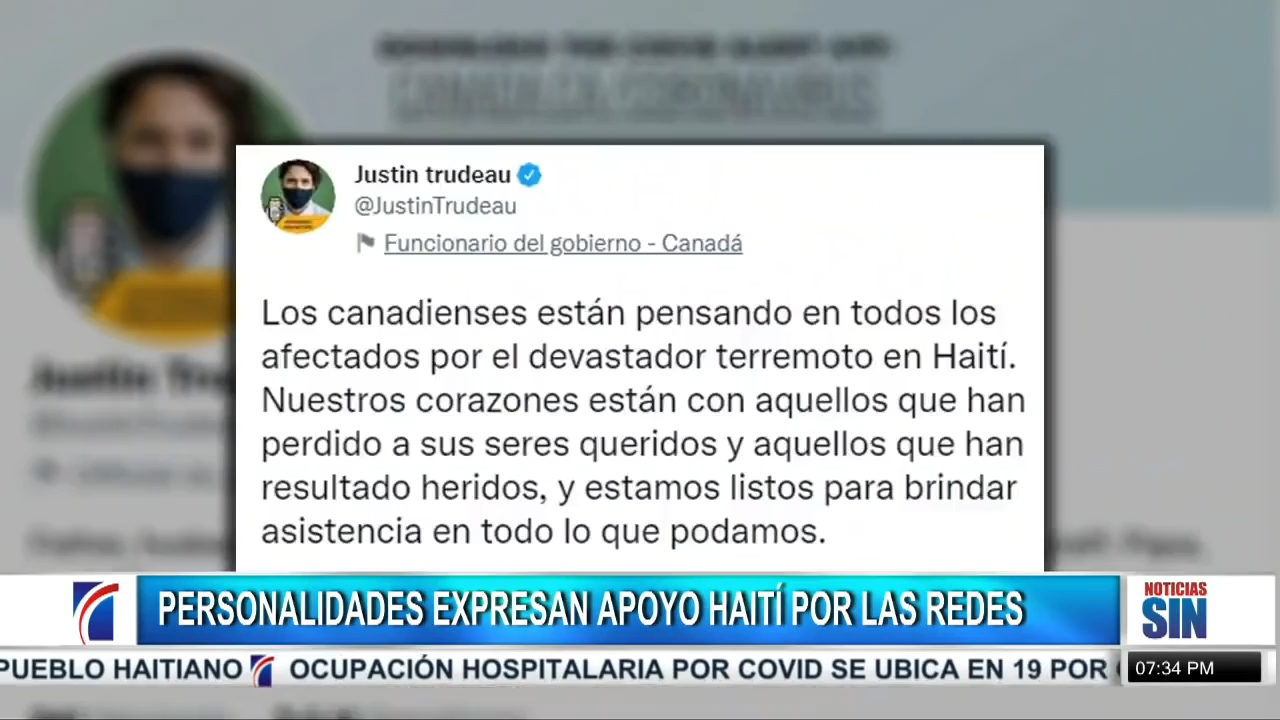 CANADA.CA/CORONAVIRUS
Justin trudeau
@JustinTrudeau
Funcionario del gobierno - Canadá
Los canadienses están pensando en todos los
afectados por el devastador terremoto en Haití.
Nuestros corazones están con aquellos que han
perdido a sus seres queridos y aquellos que han
resultado heridos, y estamos listos para brindar
asistencia en todo lo que podamos.
PERSONALIDADES EXPRESAN APOYO HAITÍ POR LAS REDES
NOTICIAS
SIN
PUEBLO HAITIANO OCUPACIÓN HOSPITALARIA POR COVID SE UBICA EN 19 POR
07:34 PM